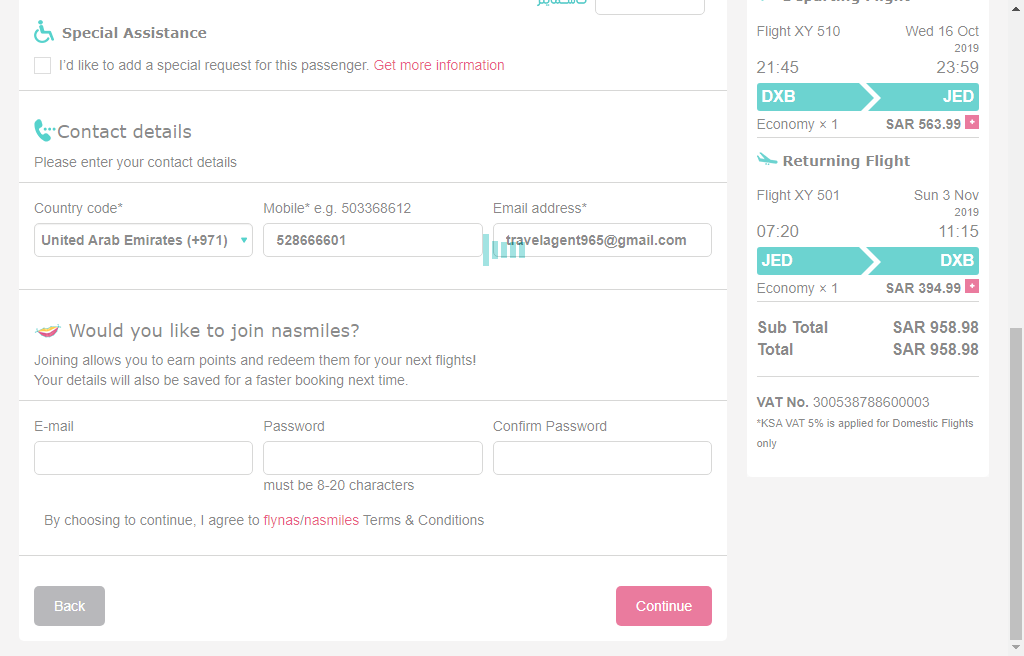 Special Assistance
I'd like to add a special request for this passenger. Get more information
Contact details
Please enter your contact details
Country code*
Mobile* e.g. 503368612
Email address*
United Arab Emirates (+971)
528666601
travelagent965@gmail.com
Would you like to join nasmiles?
Joining allows you to earn points and redeem them for your next flights!
Your details will also be saved for a faster booking next time.
E-mail
Password
Confirm Password
must be 8-20 characters
By choosing to continue, I agree to flynas/nasmiles Terms & Conditions
Back
Continue
Departing Flight
Flight XY 510
Wed 16 Oct
2019
21:45
23:59
DXB
JED
Economy × 1
SAR 563.99
Returning Flight
Flight XY 501
Sun 3 Nov
2019
07:20
11:15
JED
DXB
Economy × 1
SAR 394.99
Sub Total
SAR 958.98
Total
SAR 958.98
VAT No. 300538788600003
*KSA VAT 5% is applied for Domestic Flights
only